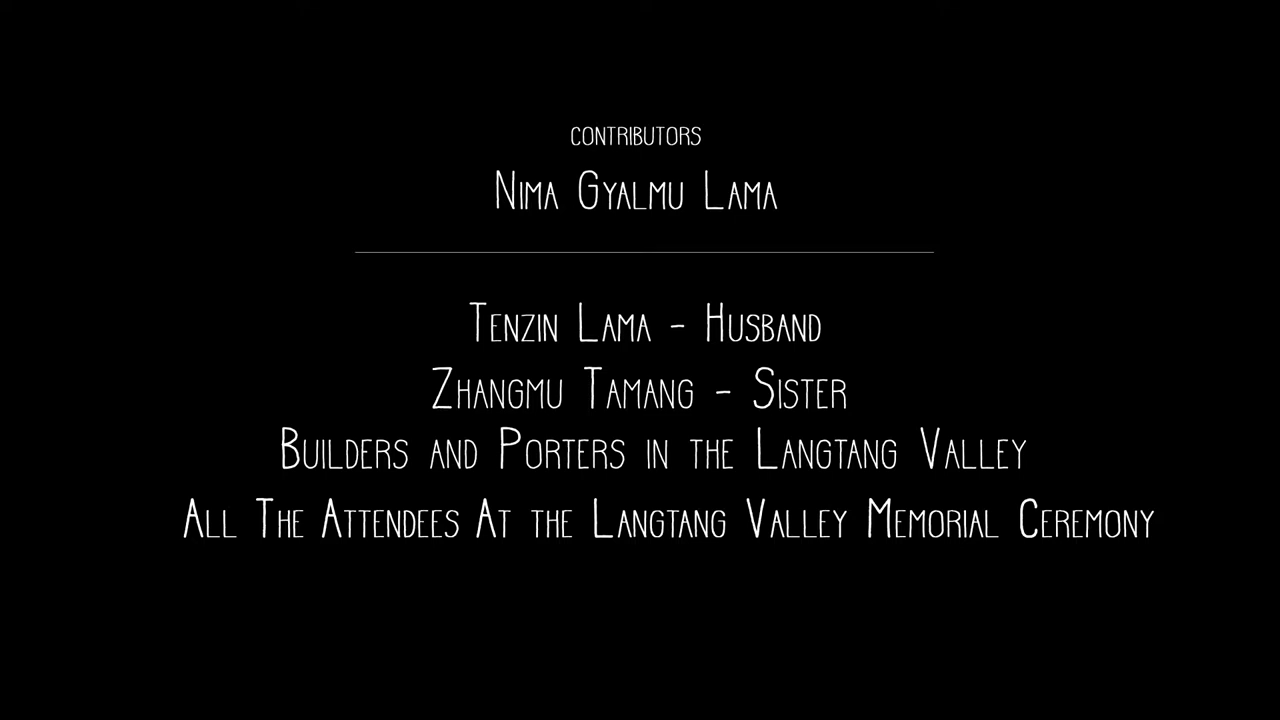 CONTRIBUTORS
NIMA GYALMU LAMA
TENZIN LAMA - HUSBAND
ZHANGMU TAMANG - SISTER
BUILDERS AND PORTERS IN THE LANGTANG VALLEY
ALL THE ATTENDEES AT THE LANGTANG VALLEY MEMORIAL CEREMONY